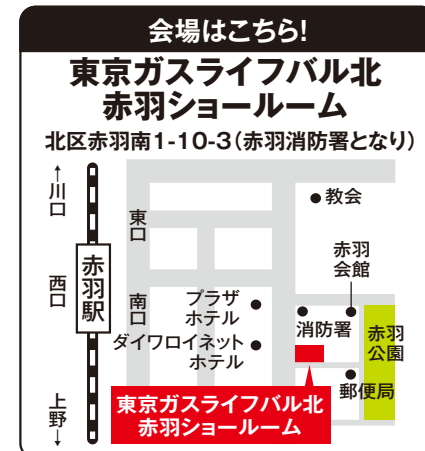 会場はこちら!
東京ガスライフバル北
赤羽ショールーム
北区赤羽南1-10-3(赤羽消防署となり)
←川口
東口
教会
赤羽駅
西口
赤羽
会館
南口
プラザ
ホテル
消防署
赤羽
公園
ダイワロイネット
ホテル
郵便局
上野→
東京ガスライフバル北
赤羽ショールーム